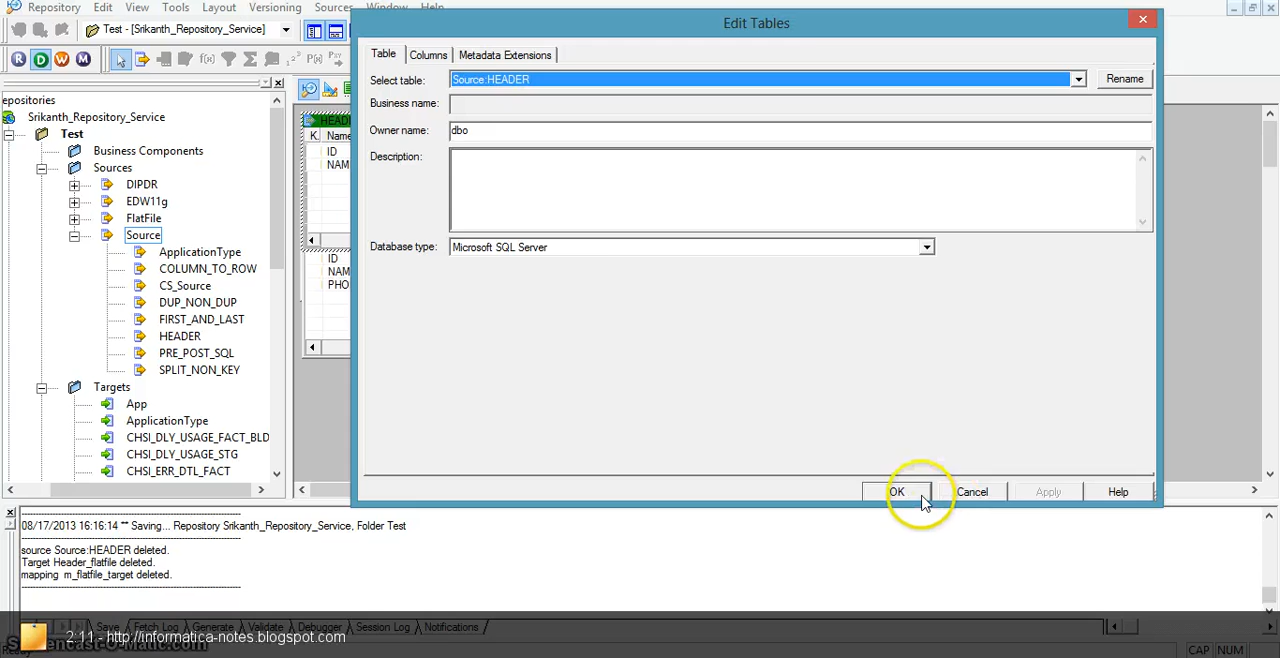 Repository Edit View Tools Layout Versioning Sources Window Help
Edit Tables
Test - [Srikanth_Repository_Service]
R D W M
epositories
Srikanth_Repository_Service
Test
Business Components
Sources
DIPDR
EDW11g
FlatFile
Source
ApplicationType
COLUMN_TO_ROW
CS_Source
DUP_NON_DUP
FIRST_AND_LAST
HEADER
PRE_POST_SQL
SPLIT_NON_KEY
Targets
App
ApplicationType
CHSI_DLY_USAGE_FACT_BLD
CHSI_DLY_USAGE_STG
CHSI_ERR_DTL_FACT
HEAD
K. Name
ID
NAM
ID
NAM
PHO
Table Columns Metadata Extensions
Select table: Source:HEADER Rename
Business name:
Owner name: dbo
Description:
Database type: Microsoft SQL Server
OK Cancel Apply Help
08/17/2013 16:16:14 ** Saving... Repository Srikanth_Repository_Service, Folder Test
source Source:HEADER deleted.
Target Header_flatfile deleted.
mapping m_flatfile_target deleted.
Save Fetch Log Generate Validate Debugger Session Log Notifications
2:11 - http://informatica-notes.blogspot.com
CAP NUM